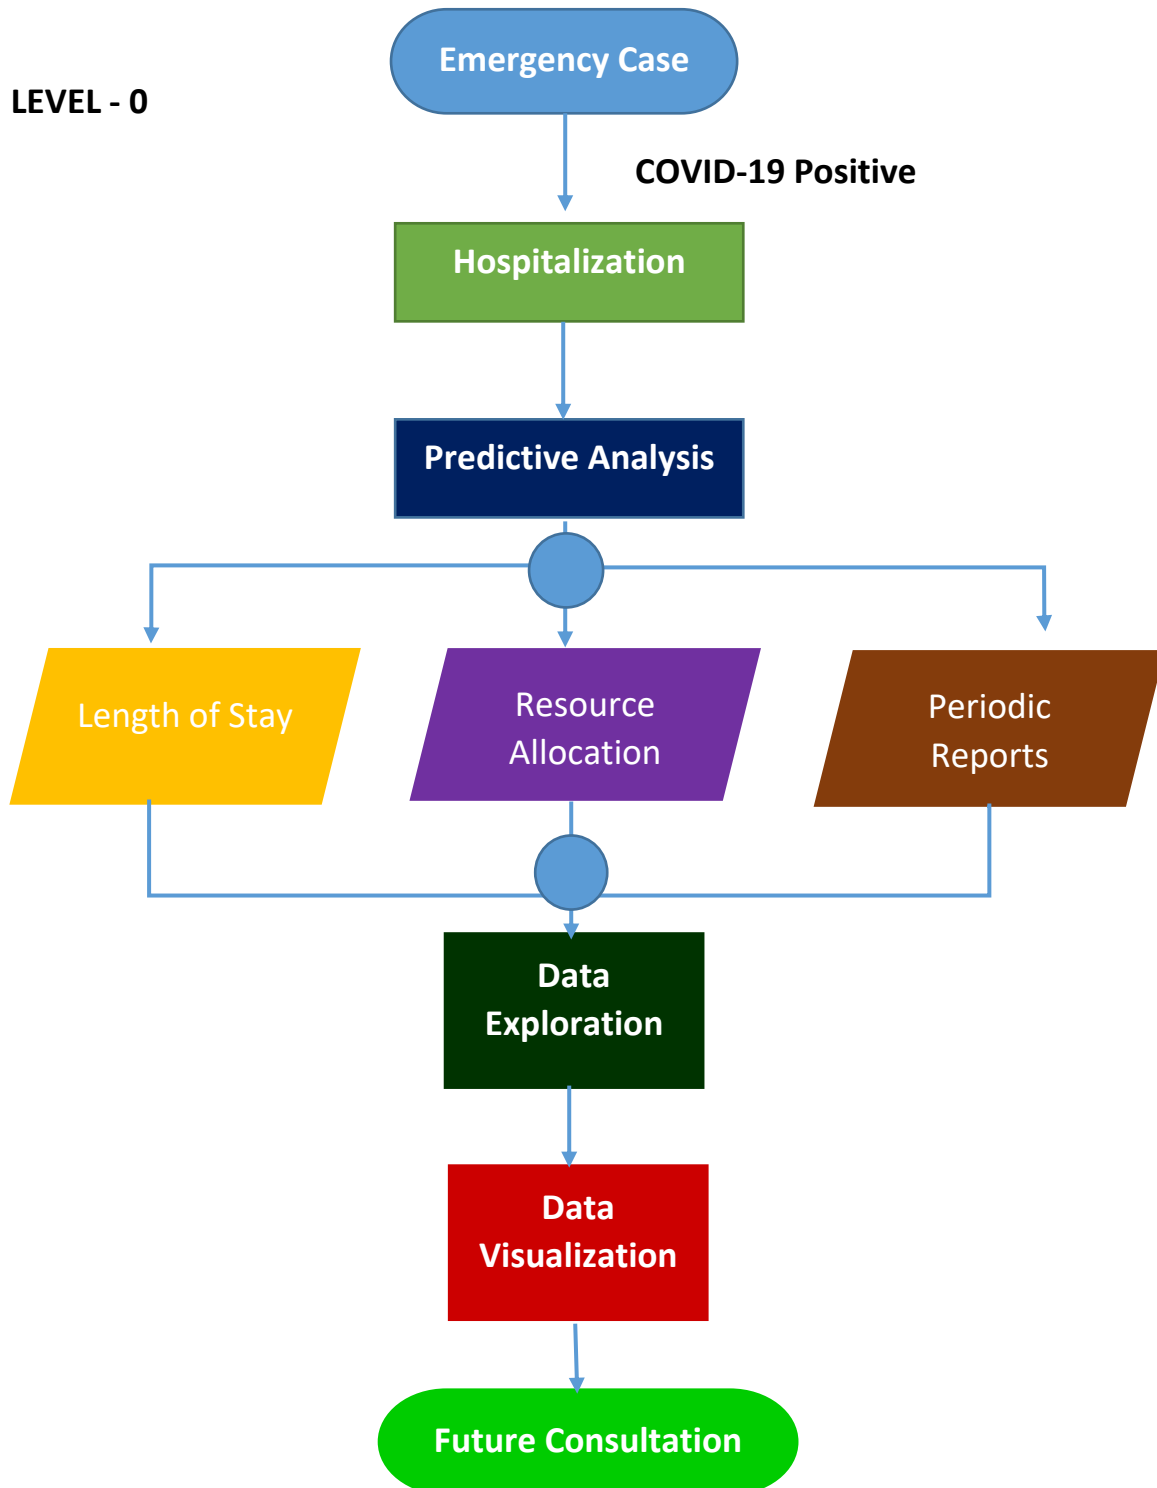 Emergency Case
LEVEL - 0
COVID-19 Positive
Hospitalization
Predictive Analysis
Length of Stay
Resource
Allocation
Periodic
Reports
Data
Exploration
Data
Visualization
Future Consultation